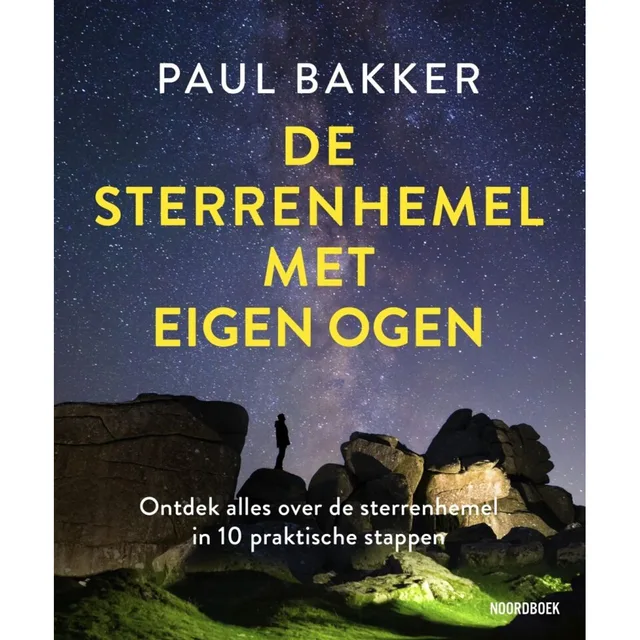 PAUL BAKKER
DE
STERRENHEMEL
MET
EIGEN OGEN
Ontdek alles over de sterrenhemel
in 10 praktische stappen
NOORDBOEK